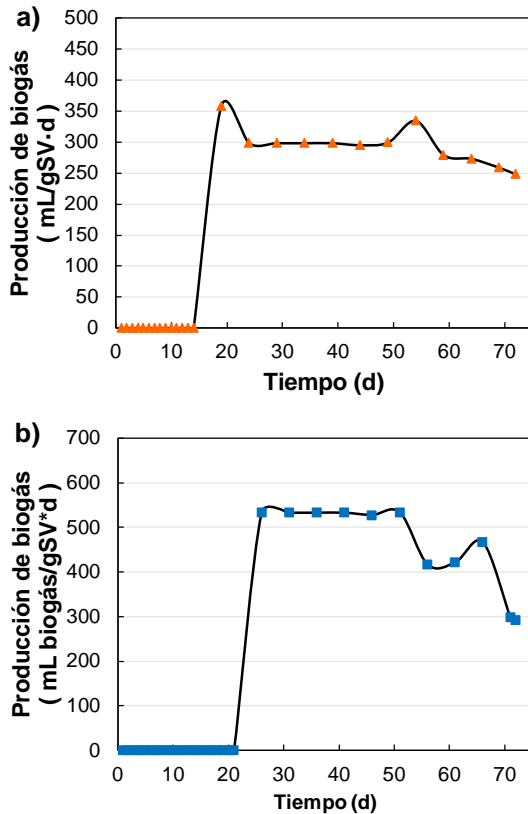 a)
Producción de biogás
( mL/gSV·d )
500
450
400
350
300
250
200
150
100
50
0
0 10 20 30 40 50 60 70
Tiempo (d)
b)
Producción de biogás
( mL biogás/gSV*d )
700
600
500
400
300
200
100
0
0 10 20 30 40 50 60 70
Tiempo (d)